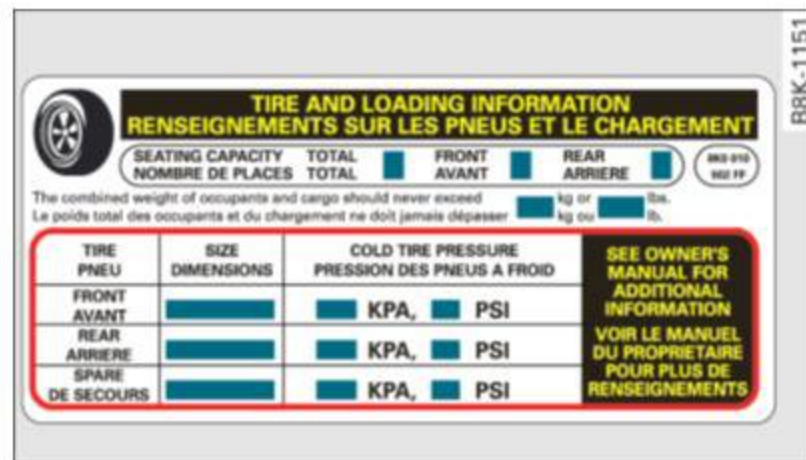 B8K-1151
TIRE AND LOADING INFORMATION
RENSEIGNEMENTS SUR LES PNEUS ET LE CHARGEMENT
SEATING CAPACITY TOTAL FRONT REAR
NOMBRE DE PLACES TOTAL AVANT ARRIERE
8K0 010
502 FF
The combined weight of occupants and cargo should never exceed kg or lbs.
Le poids total des occupants et du chargement ne doit jamais dépasser kg ou lb.
TIRE SIZE COLD TIRE PRESSURE
PNEU DIMENSIONS PRESSION DES PNEUS A FROID
FRONT
AVANT
KPA, PSI
REAR
ARRIERE
KPA, PSI
SPARE
DE SECOURS
KPA, PSI
SEE OWNER'S
MANUAL FOR
ADDITIONAL
INFORMATION
VOIR LE MANUEL
DU PROPRIETAIRE
POUR PLUS DE
RENSEIGNEMENTS